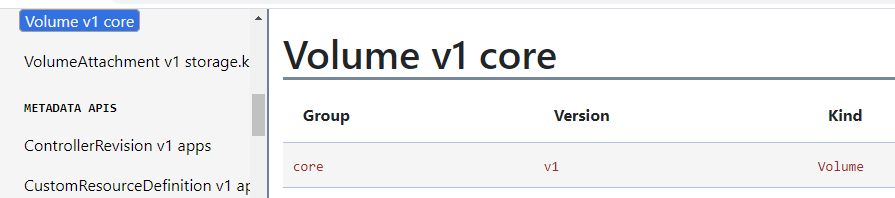 Volume v1 core
VolumeAttachment v1 storage.k
METADATA APIS
ControllerRevision v1 apps
CustomResourceDefinition v1 ap
Volume v1 core
Group Version Kind
core v1 Volume